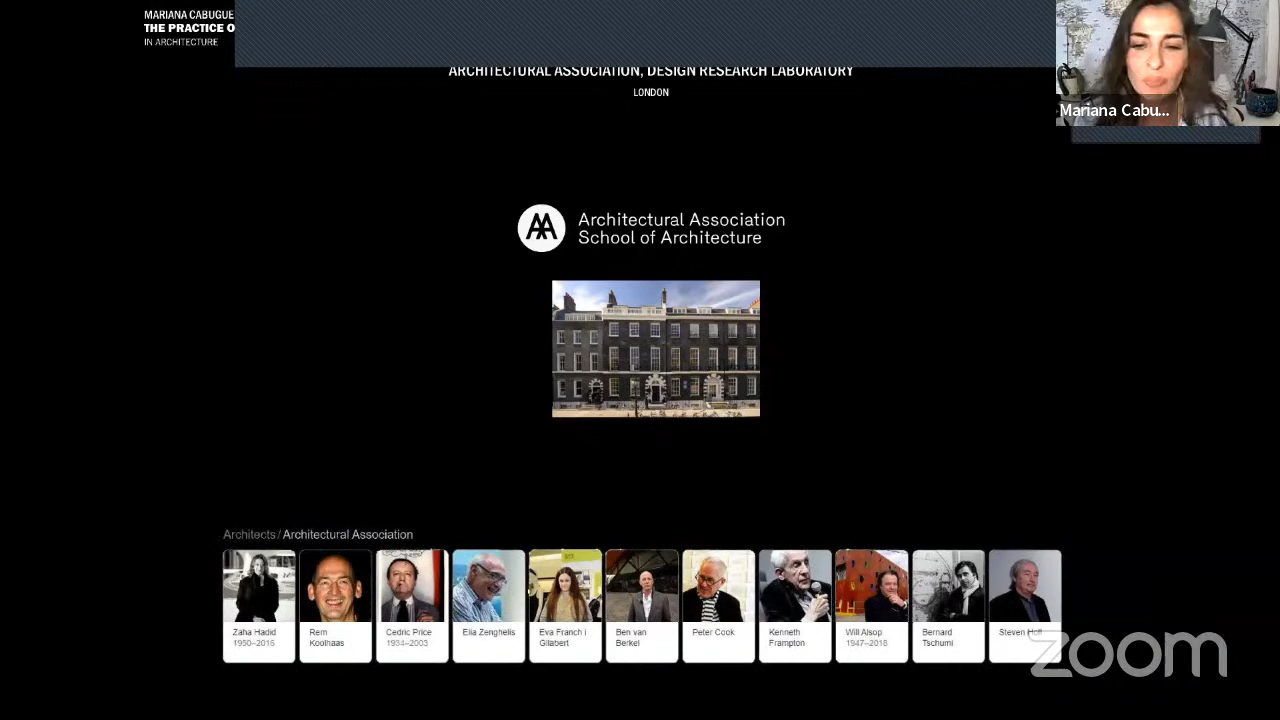 MARIANA CABUGUE
THE PRACTICE O
IN ARCHITECTURE
ARCHITECTURAL ASSOCIATION, DESIGN RESEARCH LABORATORY
LONDON
Mariana Cabu...
AA
Architectural Association
School of Architecture
Architects / Architectural Association
Zaha Hadid
1950–2016
Rem
Koolhaas
Cedric Price
1934–2003
Elia Zenghelis
Eva Franch i
Gilabert
Ben van
Berkel
Peter Cook
Kenneth
Frampton
Will Alsop
1947–2018
Bernard
Tschumi
Steven Holl
zoom